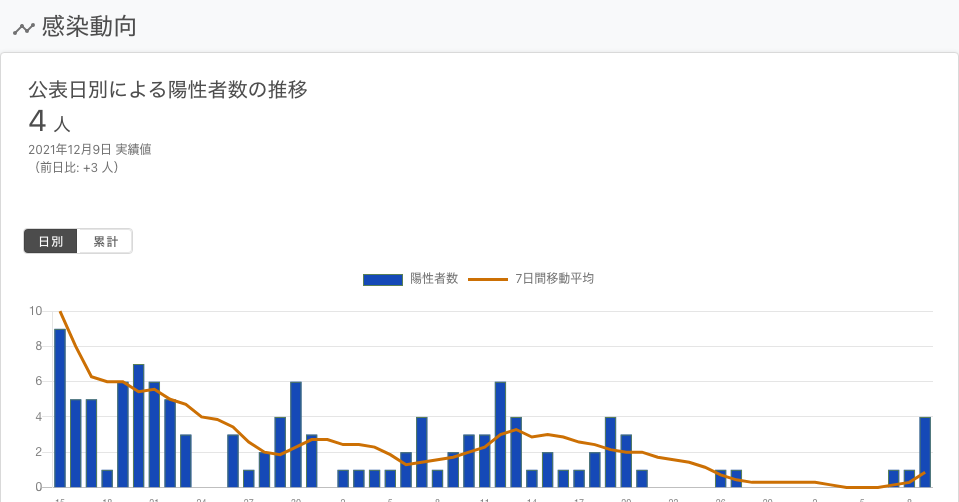 感染動向
公表日別による陽性者数の推移
4 人
2021年12月9日 実績値
（前日比: +3 人）
日別 累計
陽性者数 7日間移動平均
10
8
6
4
2
0